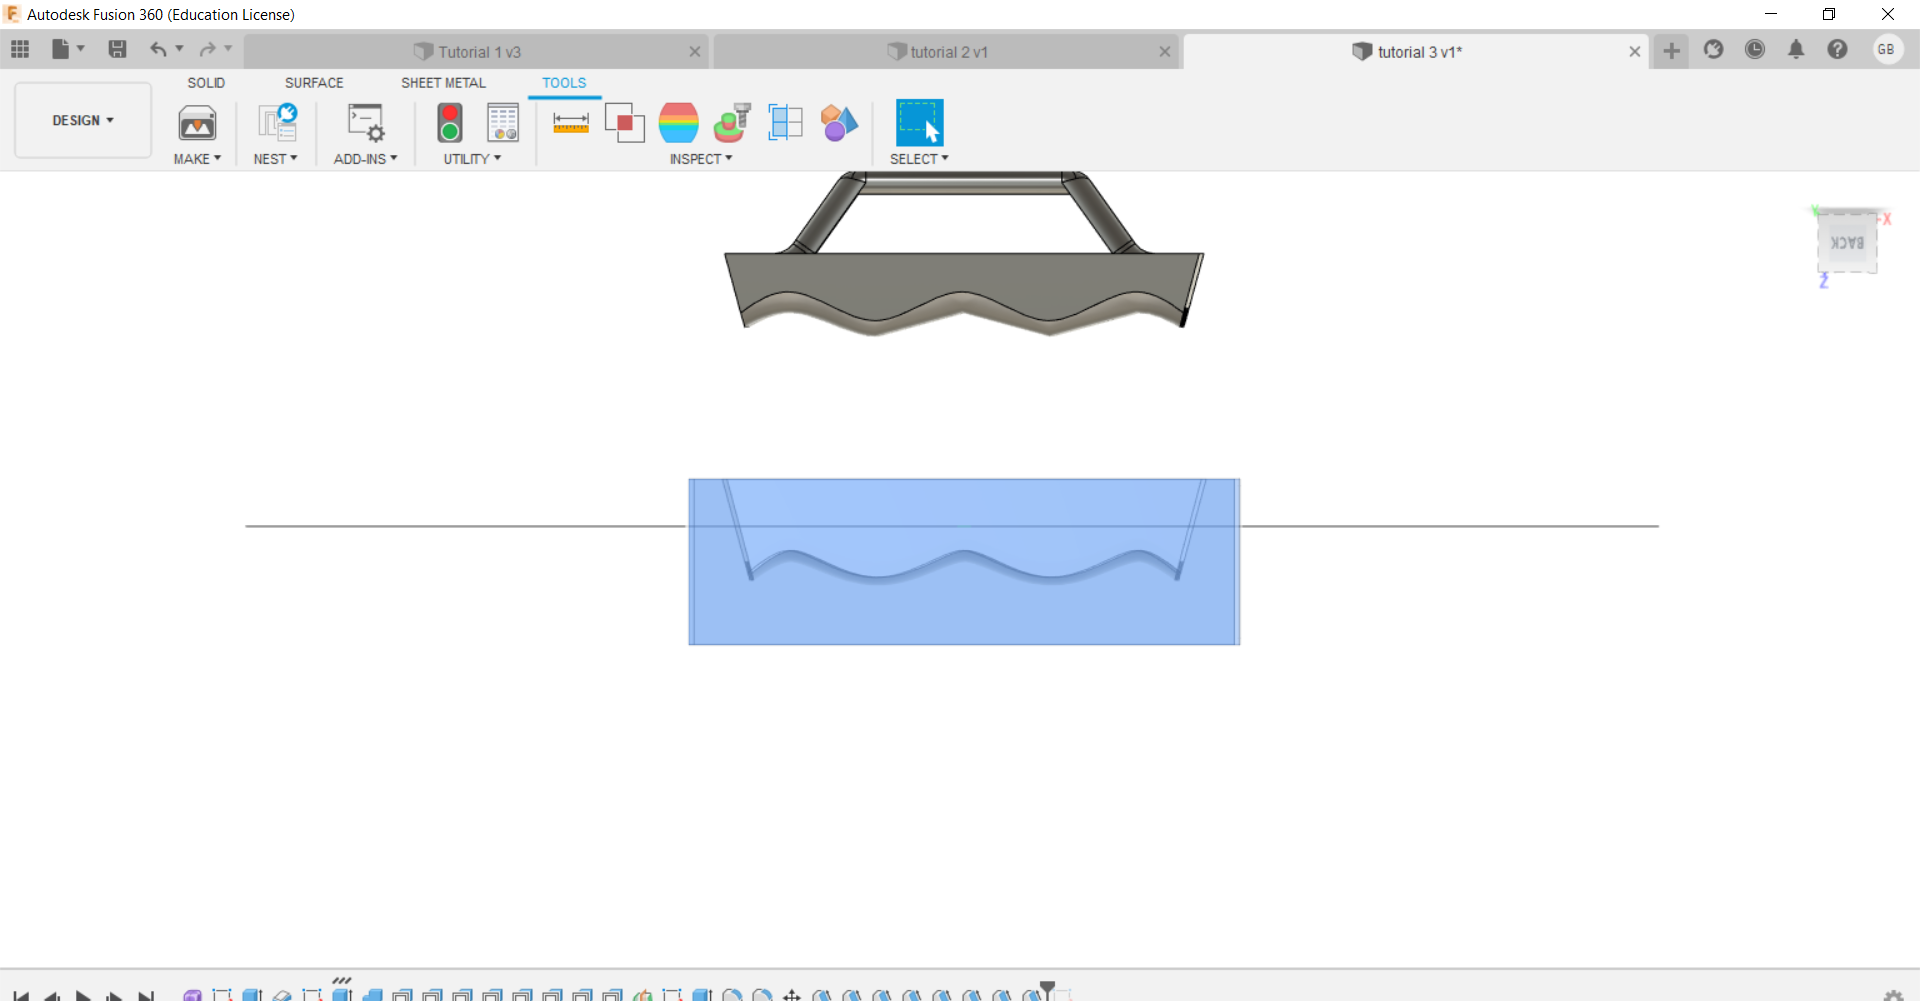 Autodesk Fusion 360 (Education License)
Tutorial 1 v3
tutorial 2 v1
tutorial 3 v1*
GB
SOLID SURFACE SHEET METAL TOOLS
DESIGN
MAKE NEST ADD-INS UTILITY INSPECT SELECT
Y
-X
BACK
Z